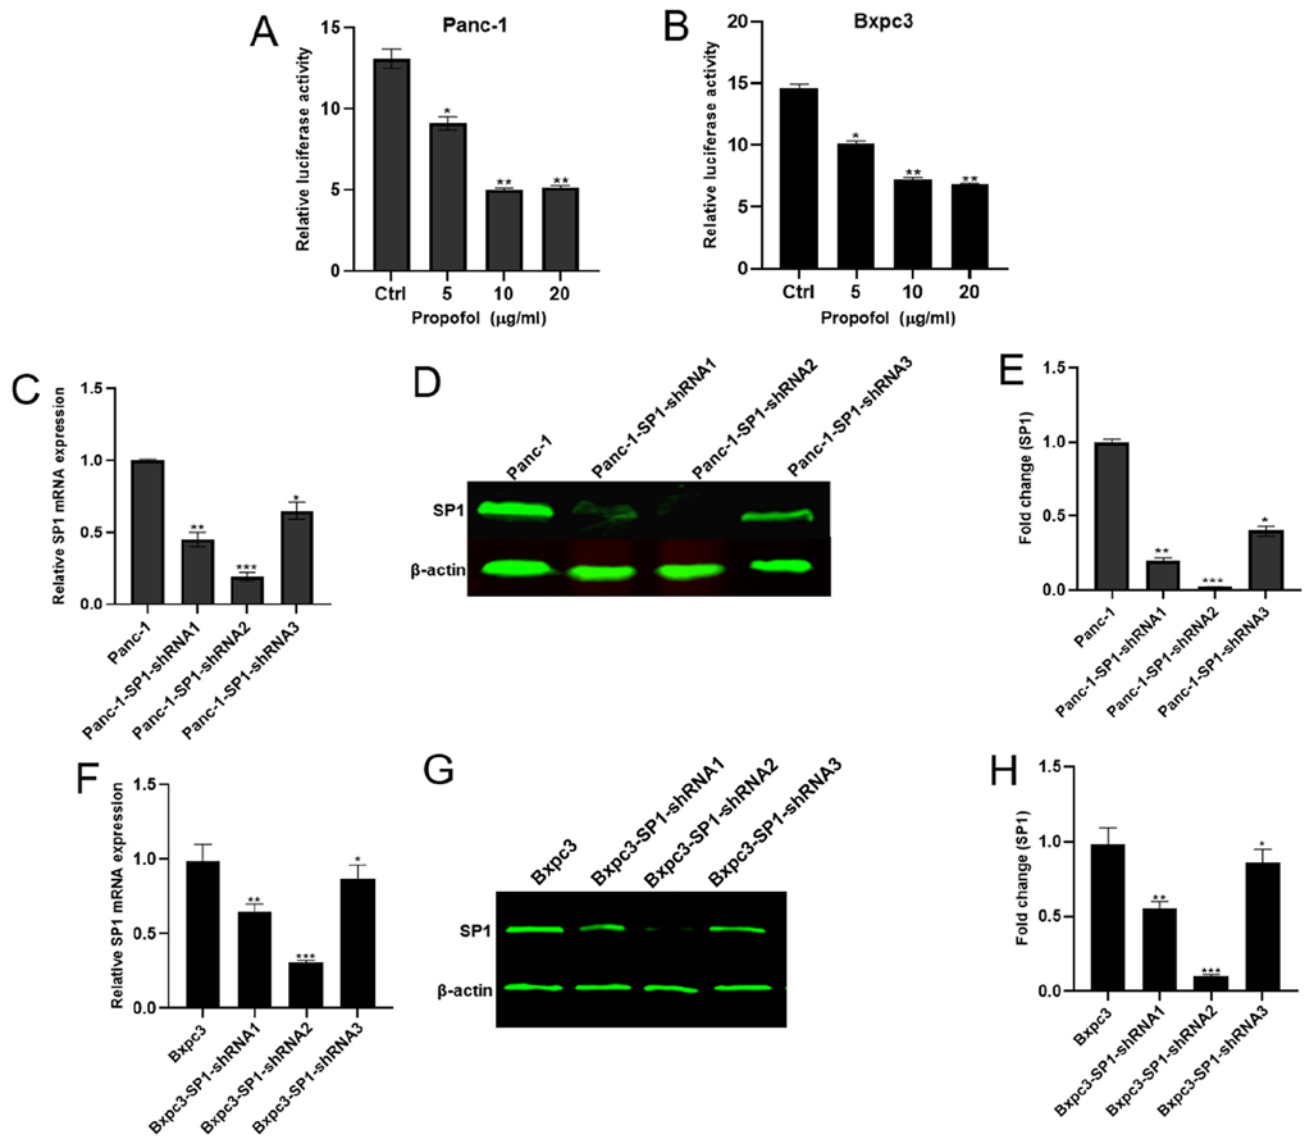 A
Panc-1
Relative luciferase activity
15
10
5
0
*
**
**
Ctrl
5
10
20
Propofol (μg/ml)
B
Bxpc3
Relative luciferase activity
20
15
10
5
0
*
**
**
Ctrl
5
10
20
Propofol (μg/ml)
C
Relative SP1 mRNA expression
1.5
1.0
0.5
0.0
**
***
*
Panc-1
Panc-1-SP1-shRNA1
Panc-1-SP1-shRNA2
Panc-1-SP1-shRNA3
D
Panc-1
Panc-1-SP1-shRNA1
Panc-1-SP1-shRNA2
Panc-1-SP1-shRNA3
SP1
β-actin
E
Fold change (SP1)
1.5
1.0
0.5
0.0
**
***
*
Panc-1
Panc-1-SP1-shRNA1
Panc-1-SP1-shRNA2
Panc-1-SP1-shRNA3
F
Relative SP1 mRNA expression
1.5
1.0
0.5
0.0
**
***
*
Bxpc3
Bxpc3-SP1-shRNA1
Bxpc3-SP1-shRNA2
Bxpc3-SP1-shRNA3
G
Bxpc3
Bxpc3-SP1-shRNA1
Bxpc3-SP1-shRNA2
Bxpc3-SP1-shRNA3
SP1
β-actin
H
Fold change (SP1)
1.5
1.0
0.5
0.0
**
***
*
Bxpc3
Bxpc3-SP1-shRNA1
Bxpc3-SP1-shRNA2
Bxpc3-SP1-shRNA3